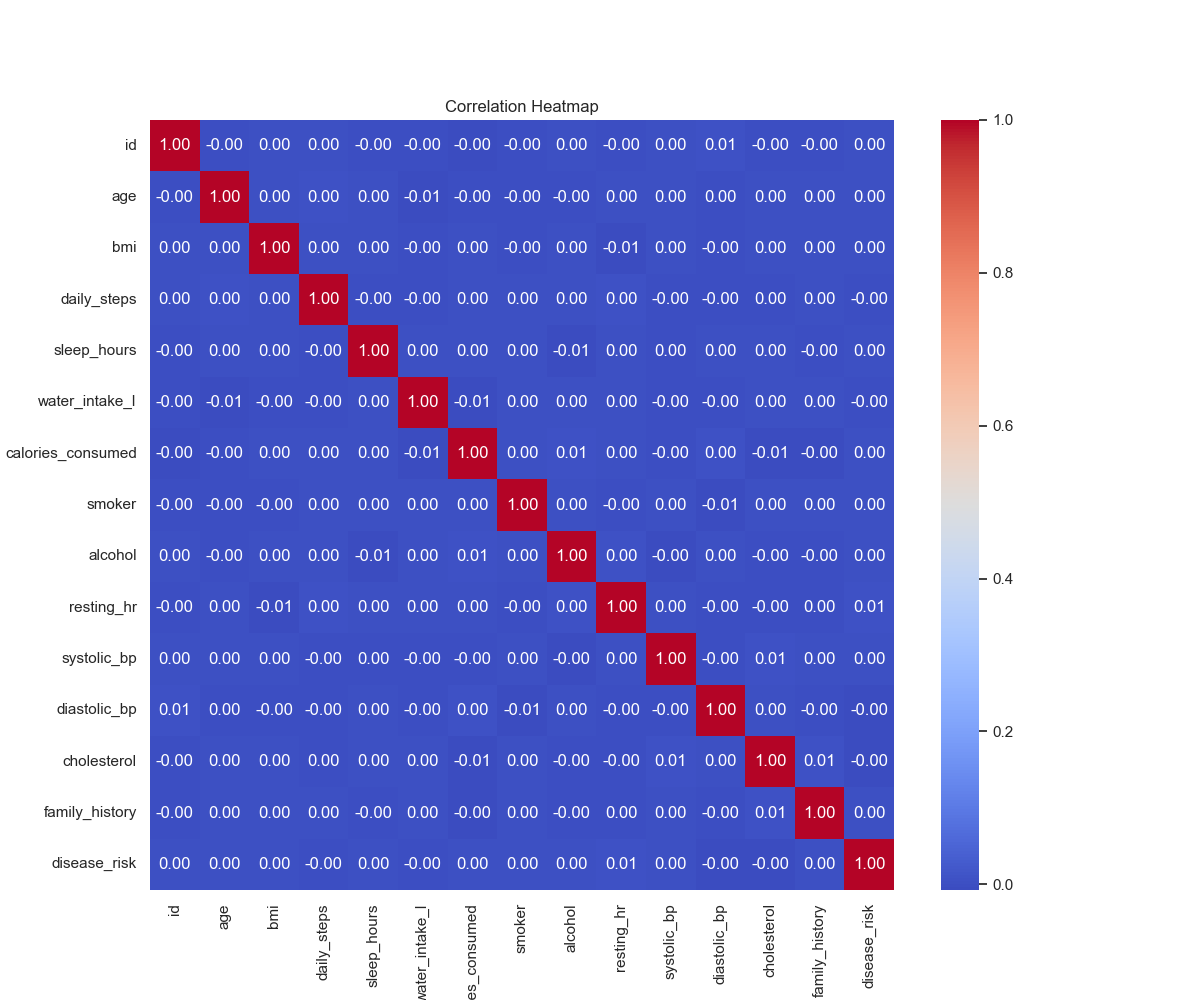 Correlation Heatmap
id 1.00 -0.00 0.00 0.00 -0.00 -0.00 -0.00 -0.00 0.00 -0.00 0.00 0.01 -0.00 -0.00 0.00
age -0.00 1.00 0.00 0.00 0.00 -0.01 -0.00 -0.00 -0.00 0.00 0.00 0.00 0.00 0.00 0.00
bmi 0.00 0.00 1.00 0.00 0.00 -0.00 0.00 -0.00 0.00 -0.01 0.00 -0.00 0.00 0.00 0.00
daily_steps 0.00 0.00 0.00 1.00 -0.00 -0.00 0.00 0.00 0.00 0.00 -0.00 -0.00 0.00 0.00 -0.00
sleep_hours -0.00 0.00 0.00 -0.00 1.00 0.00 0.00 0.00 -0.01 0.00 0.00 0.00 0.00 -0.00 0.00
water_intake_l -0.00 -0.01 -0.00 -0.00 0.00 1.00 -0.01 0.00 0.00 0.00 -0.00 -0.00 0.00 0.00 -0.00
calories_consumed -0.00 -0.00 0.00 0.00 0.00 -0.01 1.00 0.00 0.01 0.00 -0.00 0.00 -0.01 -0.00 0.00
smoker -0.00 -0.00 -0.00 0.00 0.00 0.00 0.00 1.00 0.00 -0.00 0.00 -0.01 0.00 0.00 0.00
alcohol 0.00 -0.00 0.00 0.00 -0.01 0.00 0.01 0.00 1.00 0.00 -0.00 0.00 -0.00 -0.00 0.00
resting_hr -0.00 0.00 -0.01 0.00 0.00 0.00 0.00 -0.00 0.00 1.00 0.00 -0.00 -0.00 0.00 0.01
systolic_bp 0.00 0.00 0.00 -0.00 0.00 -0.00 -0.00 0.00 -0.00 0.00 1.00 -0.00 0.01 0.00 0.00
diastolic_bp 0.01 0.00 -0.00 -0.00 0.00 -0.00 0.00 -0.01 0.00 -0.00 -0.00 1.00 0.00 -0.00 -0.00
cholesterol -0.00 0.00 0.00 0.00 0.00 0.00 -0.01 0.00 -0.00 -0.00 0.01 0.00 1.00 0.01 -0.00
family_history -0.00 0.00 0.00 0.00 -0.00 0.00 -0.00 0.00 -0.00 0.00 0.00 -0.00 0.01 1.00 0.00
disease_risk 0.00 0.00 0.00 -0.00 0.00 -0.00 0.00 0.00 0.00 0.01 0.00 -0.00 -0.00 0.00 1.00
id
age
bmi
daily_steps
sleep_hours
water_intake_l
es_consumed
smoker
alcohol
resting_hr
systolic_bp
diastolic_bp
cholesterol
family_history
disease_risk
1.0
0.8
0.6
0.4
0.2
0.0